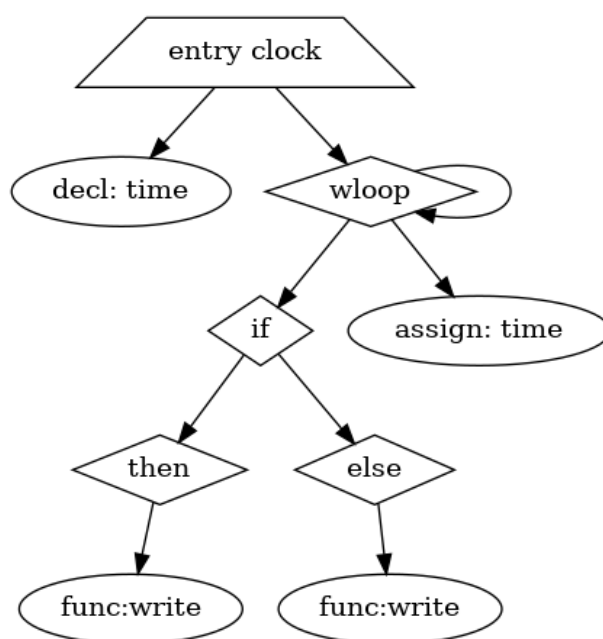 entry clock
decl: time
wloop
if
assign: time
then
else
func:write
func:write